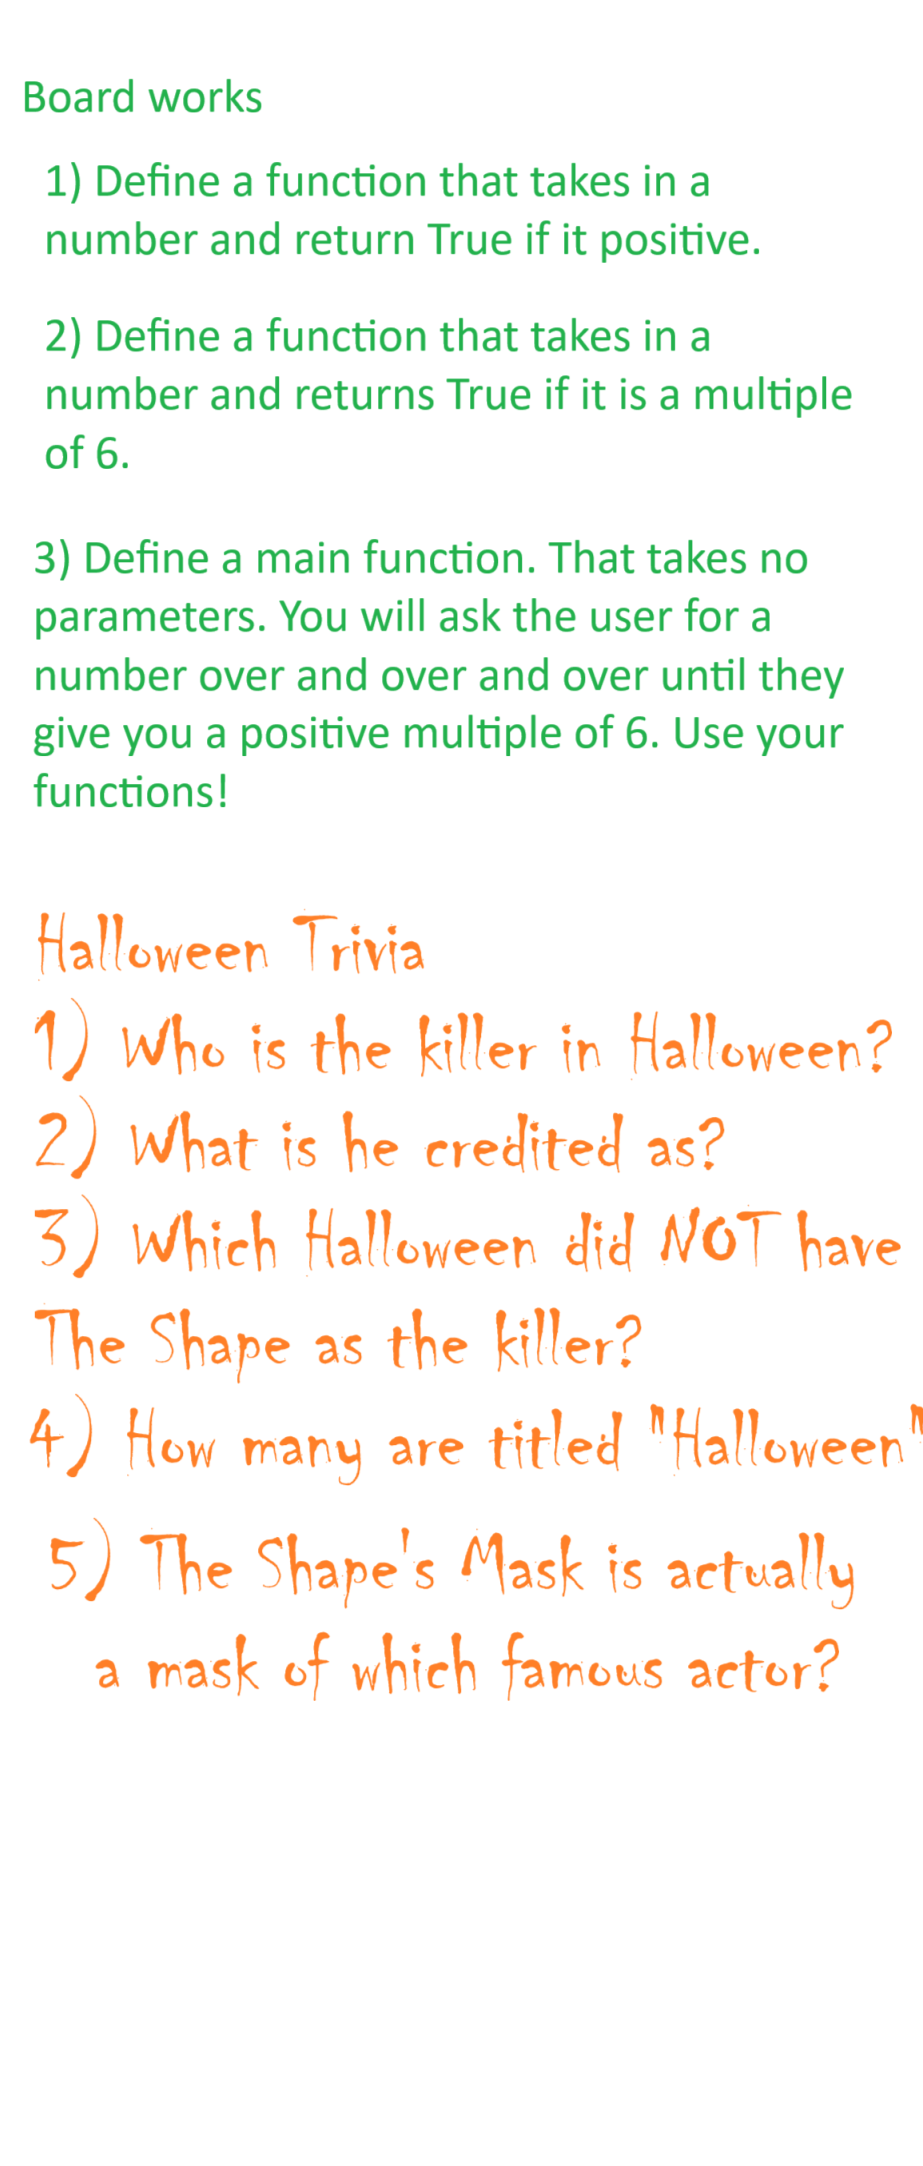 Board works
1) Define a function that takes in a
number and return True if it positive.
2) Define a function that takes in a
number and returns True if it is a multiple
of 6.
3) Define a main function. That takes no
parameters. You will ask the user for a
number over and over and over until they
give you a positive multiple of 6. Use your
functions!
Halloween Trivia
1) Who is the killer in Halloween?
2) What is he credited as?
3) Which Halloween did NOT have
The Shape as the killer?
4) How many are titled "Halloween"
5) The Shape's Mask is actually
a mask of which famous actor?